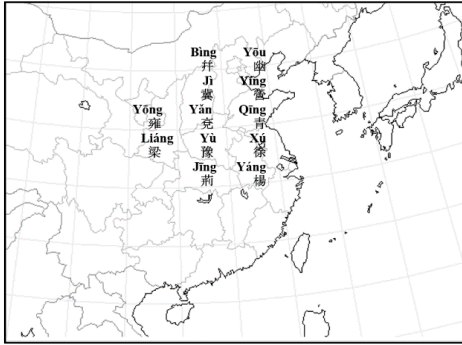 Bìng Yōu
并 幽
Jì Yíng
冀 營
Yōng Yǎn Qīng
雍 兗 青
Liáng Yù Xú
梁 豫 徐
Jīng Yáng
荊 楊